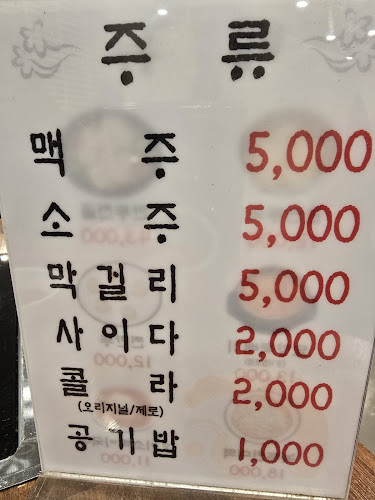 주 류
맥 주 5,000
소 주 5,000
막걸리 5,000
사이다 2,000
콜 라 2,000
(오리지널/제로)
공기밥 1,000